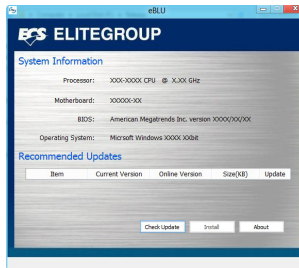 eBLU
ECS ELITEGROUP
System Information
Processor: XXX-XXXX CPU @ X.XX GHz
Motherboard: XXXXX-XX
BIOS: American Megatrends Inc. version XXXX/XX/XX
Operating System: Micrsoft Windows XXXX XXbit
Recommended Updates
Item Current Version Online Version Size(KB) Update
Check Update Install About